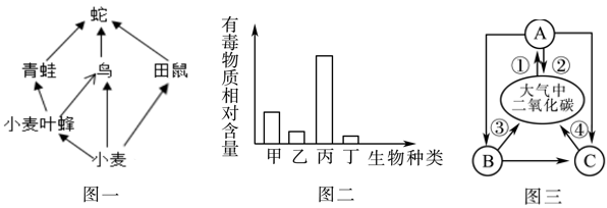 蛇
青蛙
鸟
田鼠
小麦叶蜂
小麦
图一
有毒物质相对含量
甲 乙 丙 丁 生物种类
图二
A
① ②
大气中
二氧化碳
③ ④
B C
图三